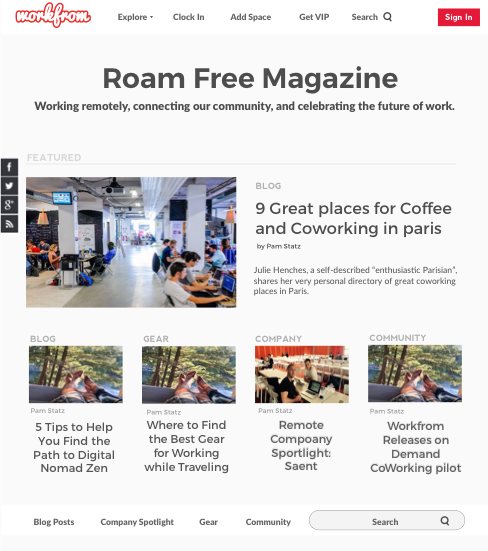 workfrom
Explore Clock In Add Space Get VIP Search Sign In
Roam Free Magazine
Working remotely, connecting our community, and celebrating the future of work.
FEATURED
BLOG
9 Great places for Coffee
and Coworking in paris
by Pam Statz
Julie Henches, a self-described “enthusiastic Parisian”,
shares her very personal directory of great coworking
places in Paris.
BLOG
Pam Statz
5 Tips to Help
You Find the
Path to Digital
Nomad Zen
GEAR
Pam Statz
Where to Find
the Best Gear
for Working
while Traveling
COMPANY
Pam Statz
Remote
Comcpany
Sportlight:
Saent
COMMUNITY
Pam Statz
Workfrom
Releases on
Demand
CoWorking pilot
Blog Posts Company Spotlight Gear Community Search